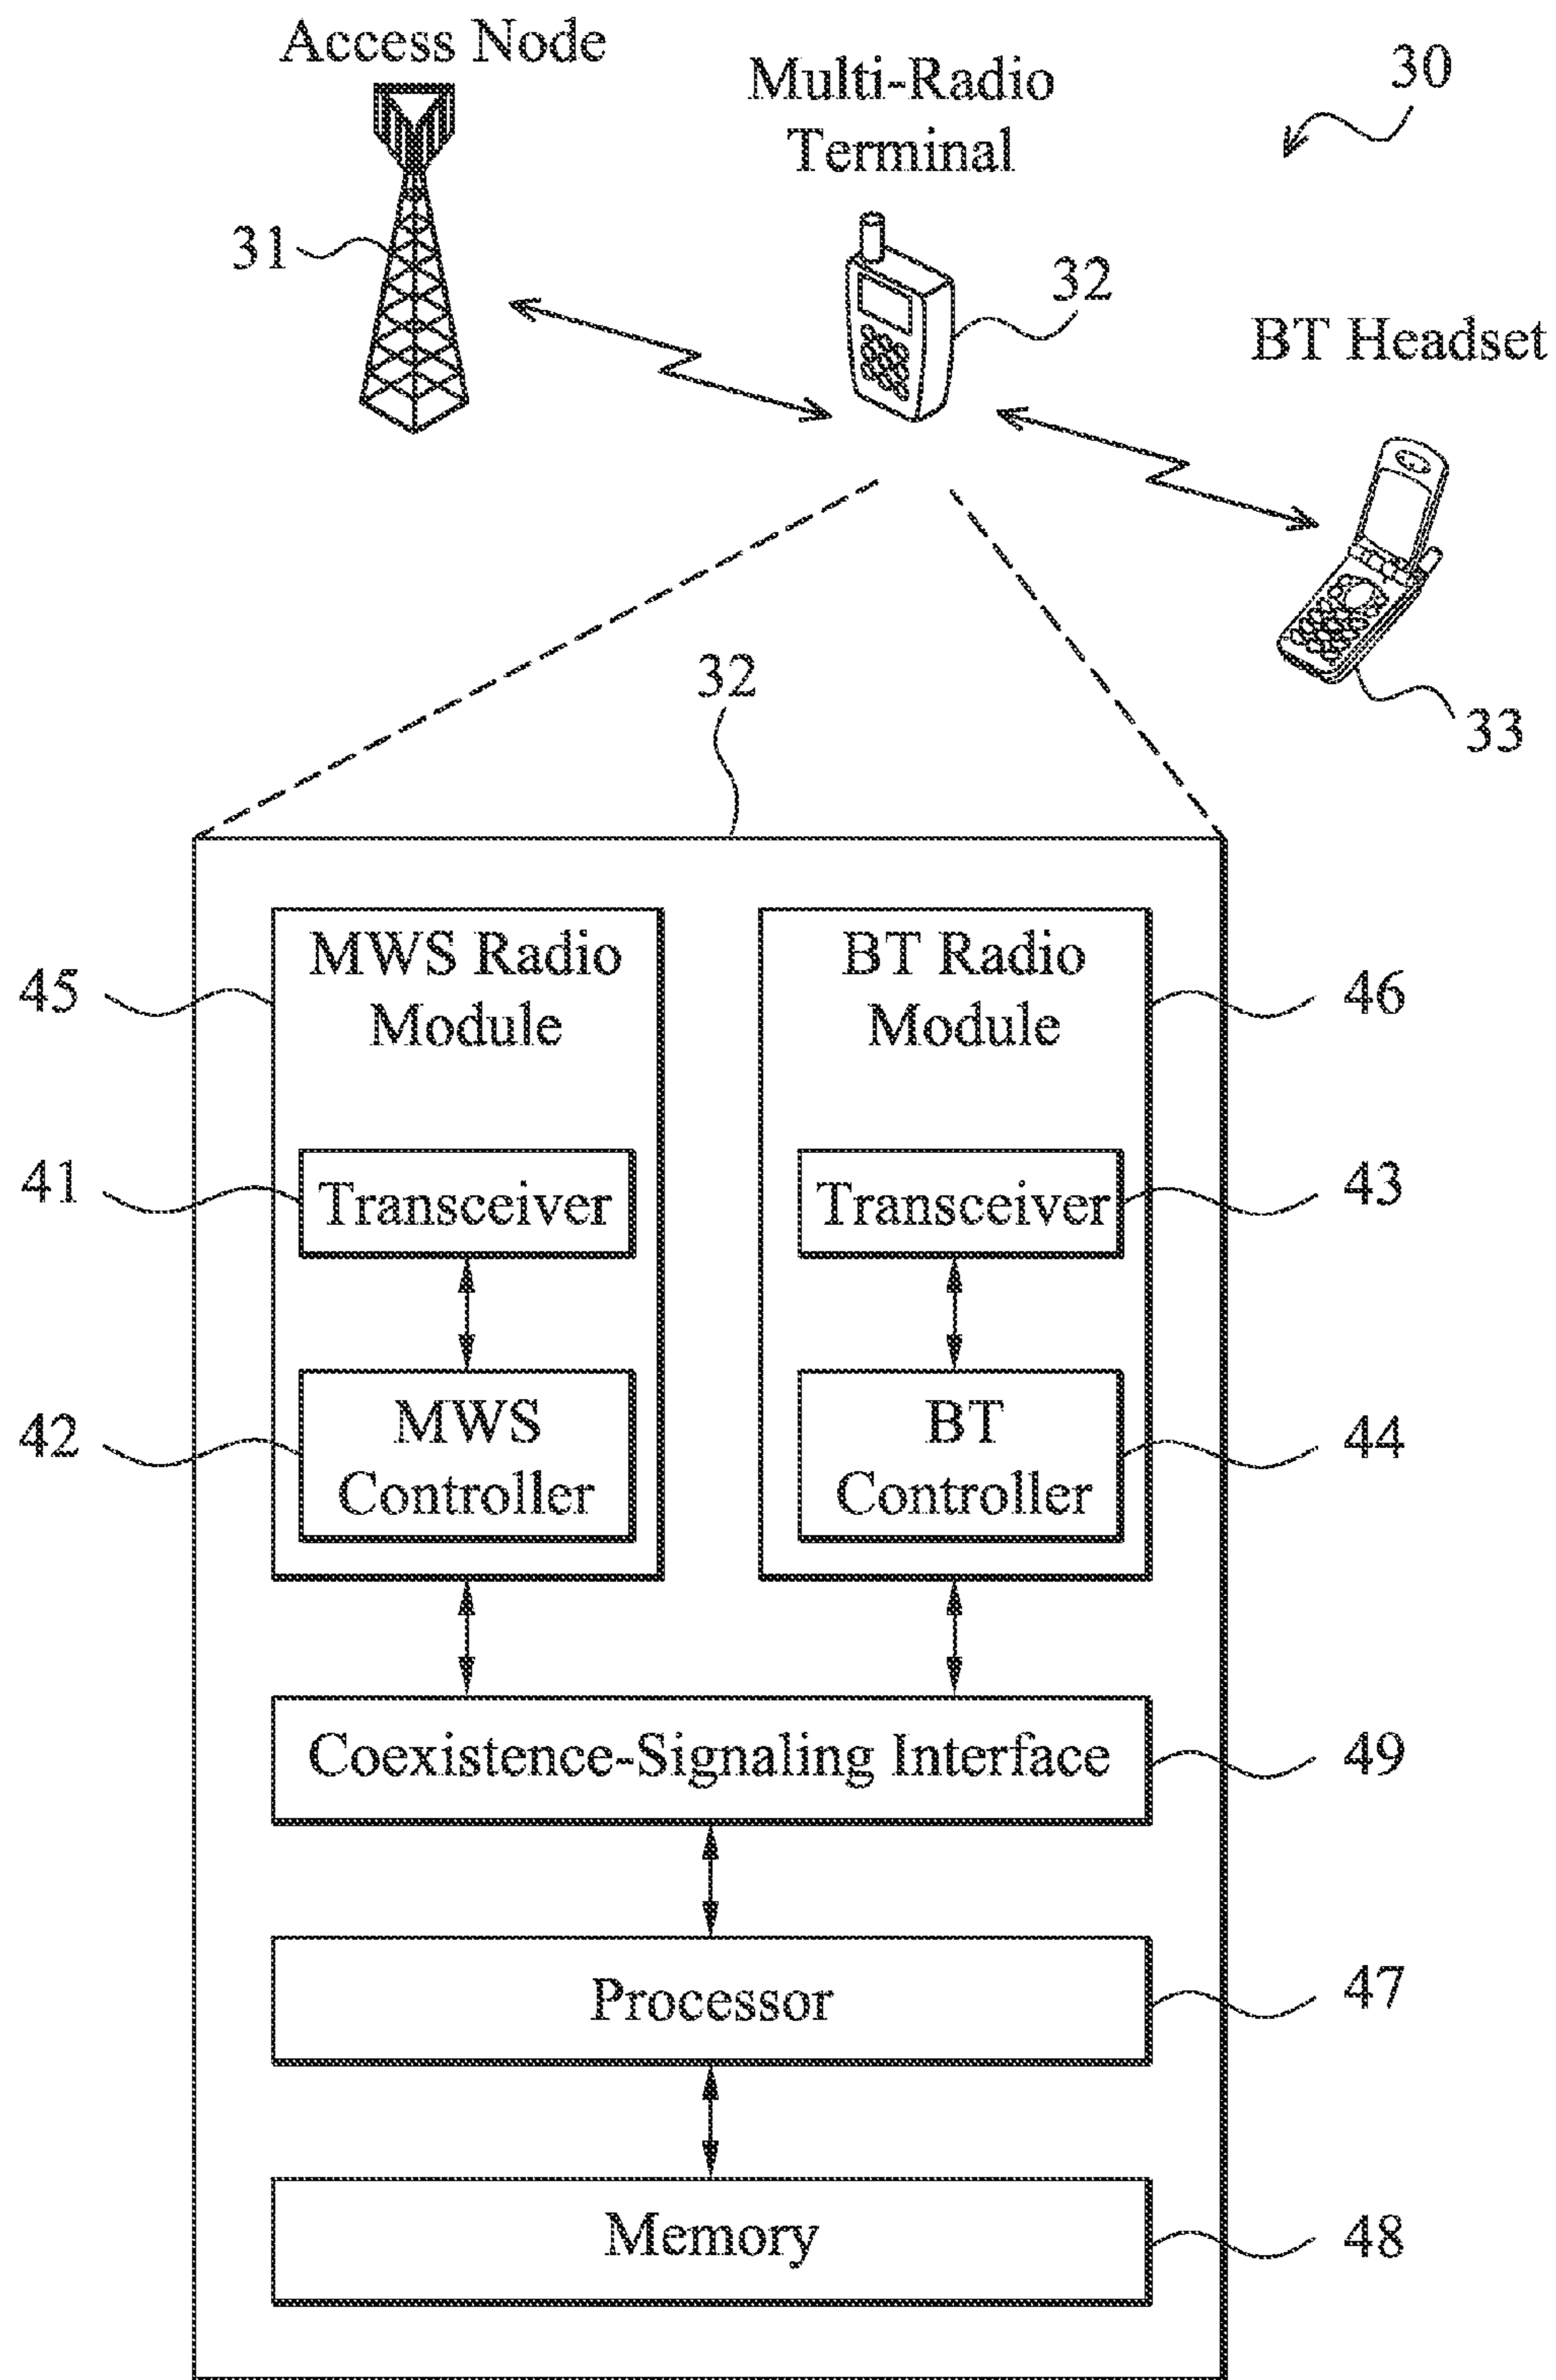 Access Node
Multi-Radio
Terminal
30
31
32
BT Headset
33
32
MWS Radio
Module
BT Radio
Module
45
46
41
Transceiver
Transceiver
43
42
MWS
Controller
BT
Controller
44
Coexistence-Signaling Interface
49
Processor
47
Memory
48